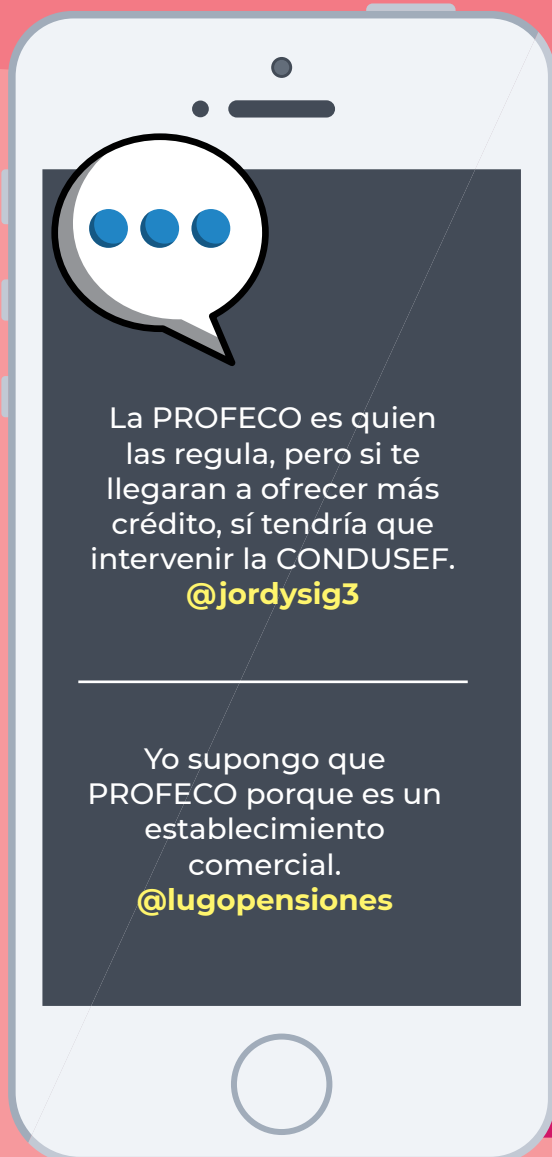 La PROFECO es quien
las regula, pero si te
llegaran a ofrecer más
crédito, sí tendría que
intervenir la CONDUSEF.
@jordysig3
Yo supongo que
PROFECO porque es un
establecimiento
comercial.
@lugopensiones